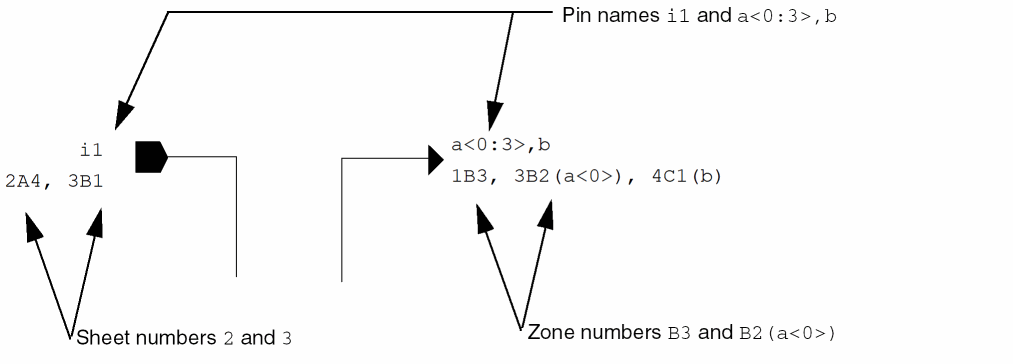 Pin names i1 and a<0:3>,b
i1
2A4, 3B1
a<0:3>,b
1B3, 3B2(a<0>), 4C1(b)
Sheet numbers 2 and 3
Zone numbers B3 and B2(a<0>)